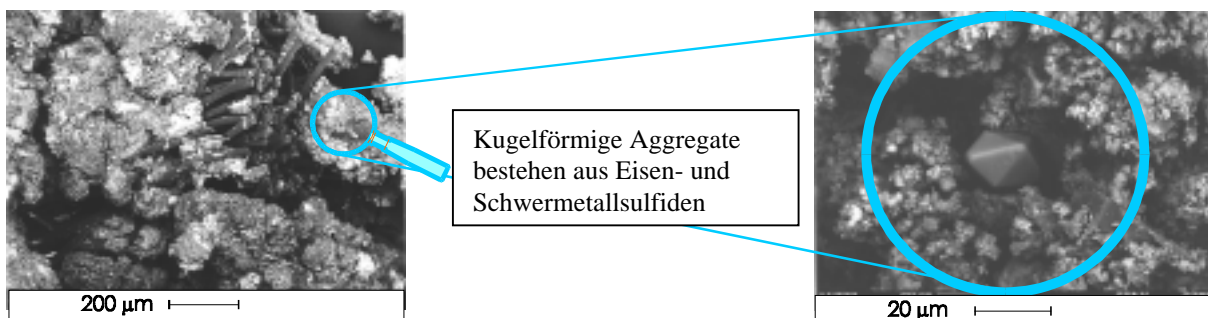 Kugelförmige Aggregate
bestehen aus Eisen- und
Schwermetallsulfiden
200 µm
20 µm